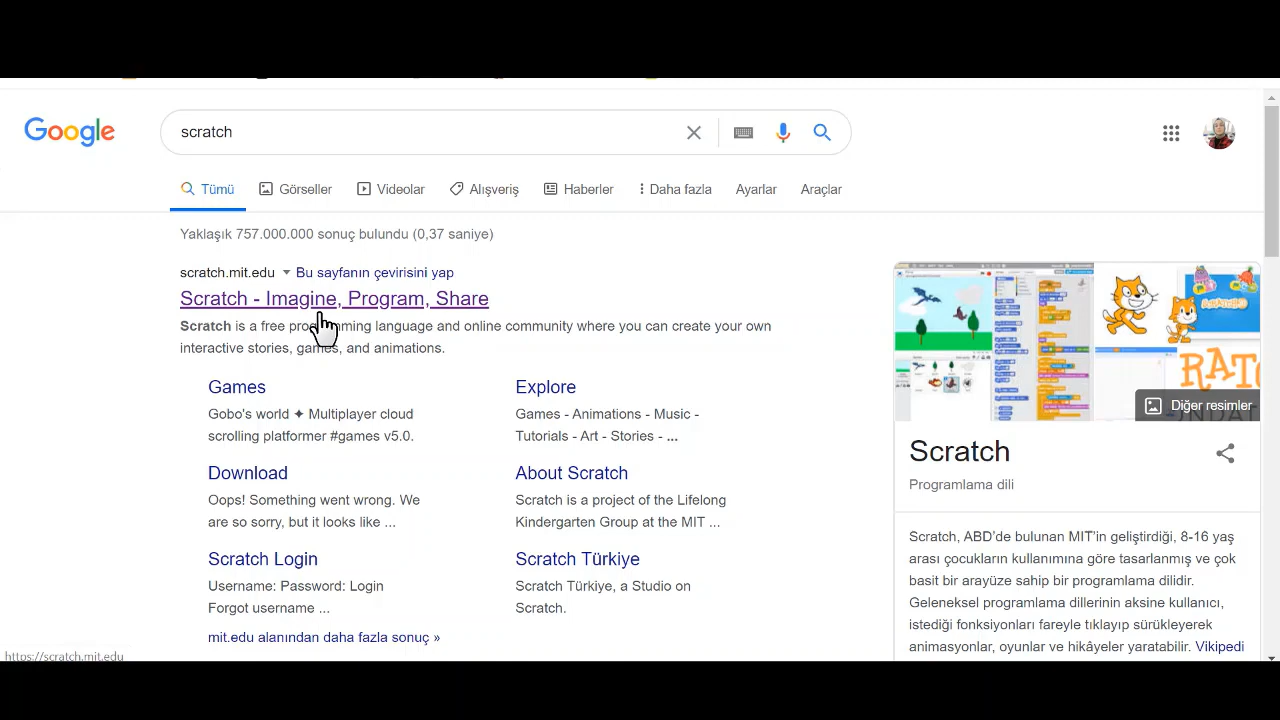 Google
scratch
Tümü Görseller Videolar Alışveriş Haberler Daha fazla Ayarlar Araçlar
Yaklaşık 757.000.000 sonuç bulundu (0,37 saniye)
scratch.mit.edu Bu sayfanın çevirisini yap
Scratch - Imagine, Program, Share
Scratch is a free programming language and online community where you can create your own
interactive stories, games, and animations.
Games
Gobo's world ✦ Multiplayer cloud
scrolling platformer #games v5.0.
Explore
Games - Animations - Music -
Tutorials - Art - Stories - ...
Download
Oops! Something went wrong. We
are so sorry, but it looks like ...
About Scratch
Scratch is a project of the Lifelong
Kindergarten Group at the MIT ...
Scratch Login
Username: Password: Login
Forgot username ...
Scratch Türkiye
Scratch Türkiye, a Studio on
Scratch.
mit.edu alanından daha fazla sonuç »
https://scratch.mit.edu
Diğer resimler
Scratch
Programlama dili
Scratch, ABD'de bulunan MIT'in geliştirdiği, 8-16 yaş
arası çocukların kullanımına göre tasarlanmış ve çok
basit bir arayüze sahip bir programlama dilidir.
Geleneksel programlama dillerinin aksine kullanıcı,
istediği fonksiyonları fareyle tıklayıp sürükleyerek
animasyonlar, oyunlar ve hikâyeler yaratabilir. Vikipedi